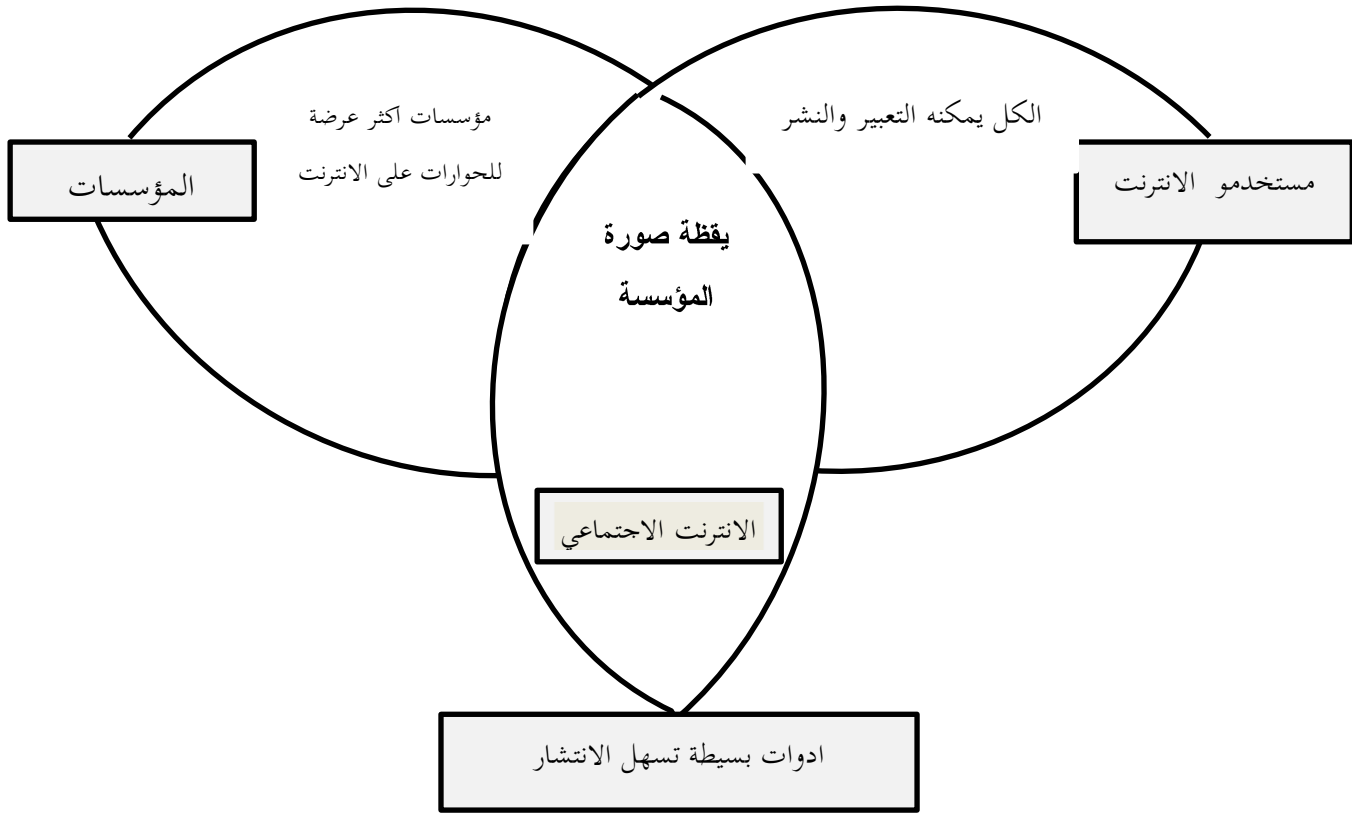 الكل يمكنه التعبير والنشر
مؤسسات اكثر عرضة
للحوارات على الانترنت
مستخدمو الانترنت
المؤسسات
يقظة صورة
المؤسسة
الانترنت الاجتماعي
ادوات بسيطة تسهل الانتشار